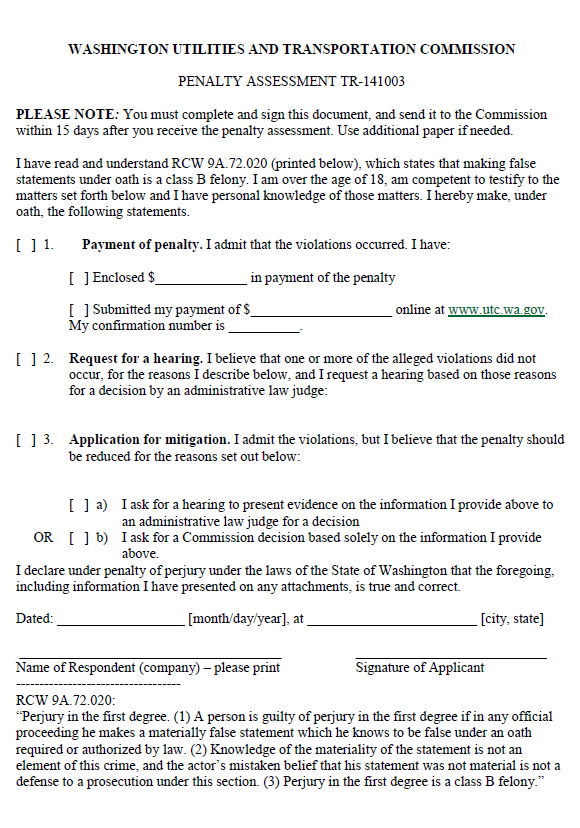 WASHINGTON UTILITIES AND TRANSPORTATION COMMISSION
PENALTY ASSESSMENT TR-141003
PLEASE NOTE: You must complete and sign this document, and send it to the Commission
within 15 days after you receive the penalty assessment. Use additional paper if needed.
I have read and understand RCW 9A.72.020 (printed below), which states that making false
statements under oath is a class B felony. I am over the age of 18, am competent to testify to the
matters set forth below and I have personal knowledge of those matters. I hereby make, under
oath, the following statements.
[ ] 1. Payment of penalty. I admit that the violations occurred. I have:
[ ] Enclosed $_____________ in payment of the penalty
[ ] Submitted my payment of $____________________ online at www.utc.wa.gov.
My confirmation number is __________.
[ ] 2. Request for a hearing. I believe that one or more of the alleged violations did not
occur, for the reasons I describe below, and I request a hearing based on those reasons
for a decision by an administrative law judge:
[ ] 3. Application for mitigation. I admit the violations, but I believe that the penalty should
be reduced for the reasons set out below:
[ ] a) I ask for a hearing to present evidence on the information I provide above to
an administrative law judge for a decision
OR [ ] b) I ask for a Commission decision based solely on the information I provide
above.
I declare under penalty of perjury under the laws of the State of Washington that the foregoing,
including information I have presented on any attachments, is true and correct.
Dated: __________________ [month/day/year], at ________________________ [city, state]
_____________________________________ ___________________________
Name of Respondent (company) – please print Signature of Applicant
-----------------------------------
RCW 9A.72.020:
“Perjury in the first degree. (1) A person is guilty of perjury in the first degree if in any official
proceeding he makes a materially false statement which he knows to be false under an oath
required or authorized by law. (2) Knowledge of the materiality of the statement is not an
element of this crime, and the actor’s mistaken belief that his statement was not material is not a
defense to a prosecution under this section. (3) Perjury in the first degree is a class B felony.”